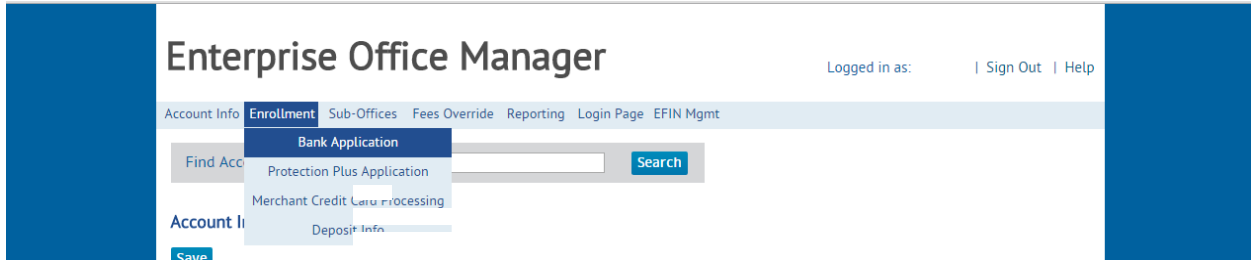 Enterprise Office Manager
Logged in as: | Sign Out | Help
Account Info Enrollment Sub-Offices Fees Override Reporting Login Page EFIN Mgmt
Bank Application
Find Acc Search
Protection Plus Application
Merchant Credit Card Processing
Account I
Deposit Info
Save